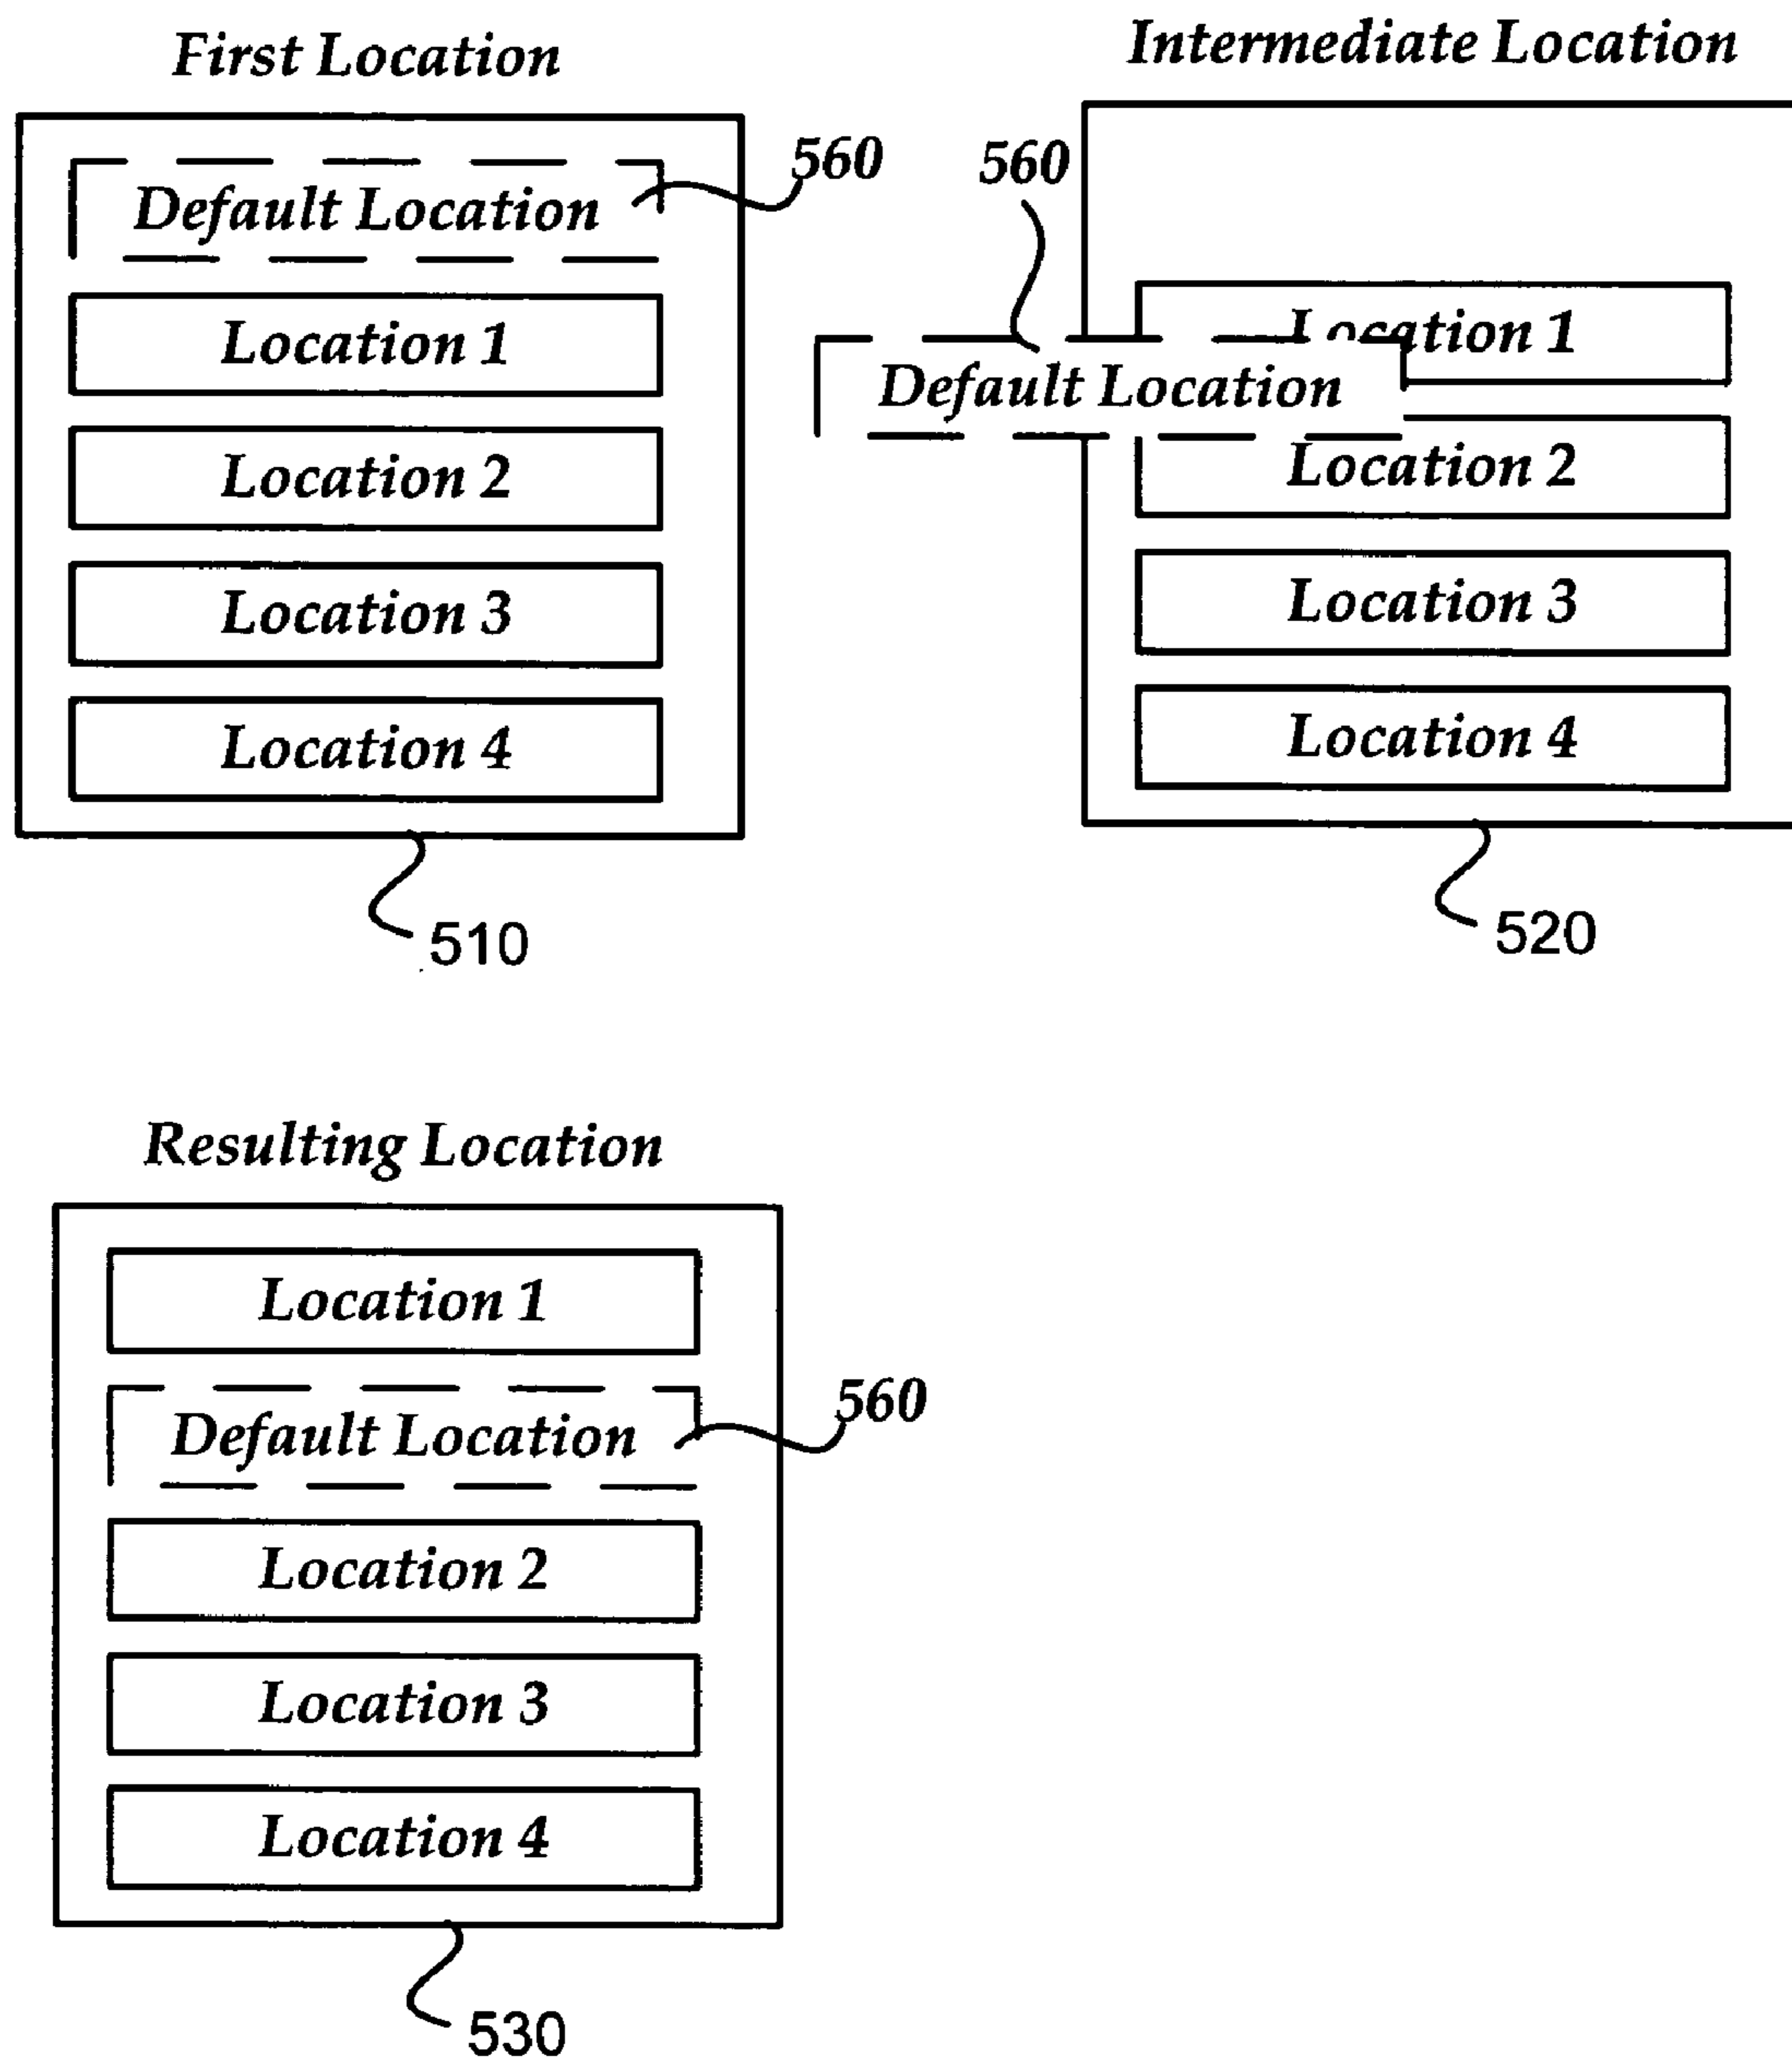 First Location
Default Location
560
Location 1
Location 2
Location 3
Location 4
510
Intermediate Location
560
Location 1
Default Location
Location 2
Location 3
Location 4
520
Resulting Location
Location 1
Default Location
560
Location 2
Location 3
Location 4
530